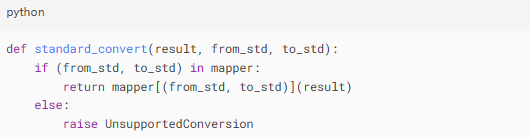 python
def standard_convert(result, from_std, to_std):
    if (from_std, to_std) in mapper:
        return mapper[(from_std, to_std)](result)
    else:
        raise UnsupportedConversion